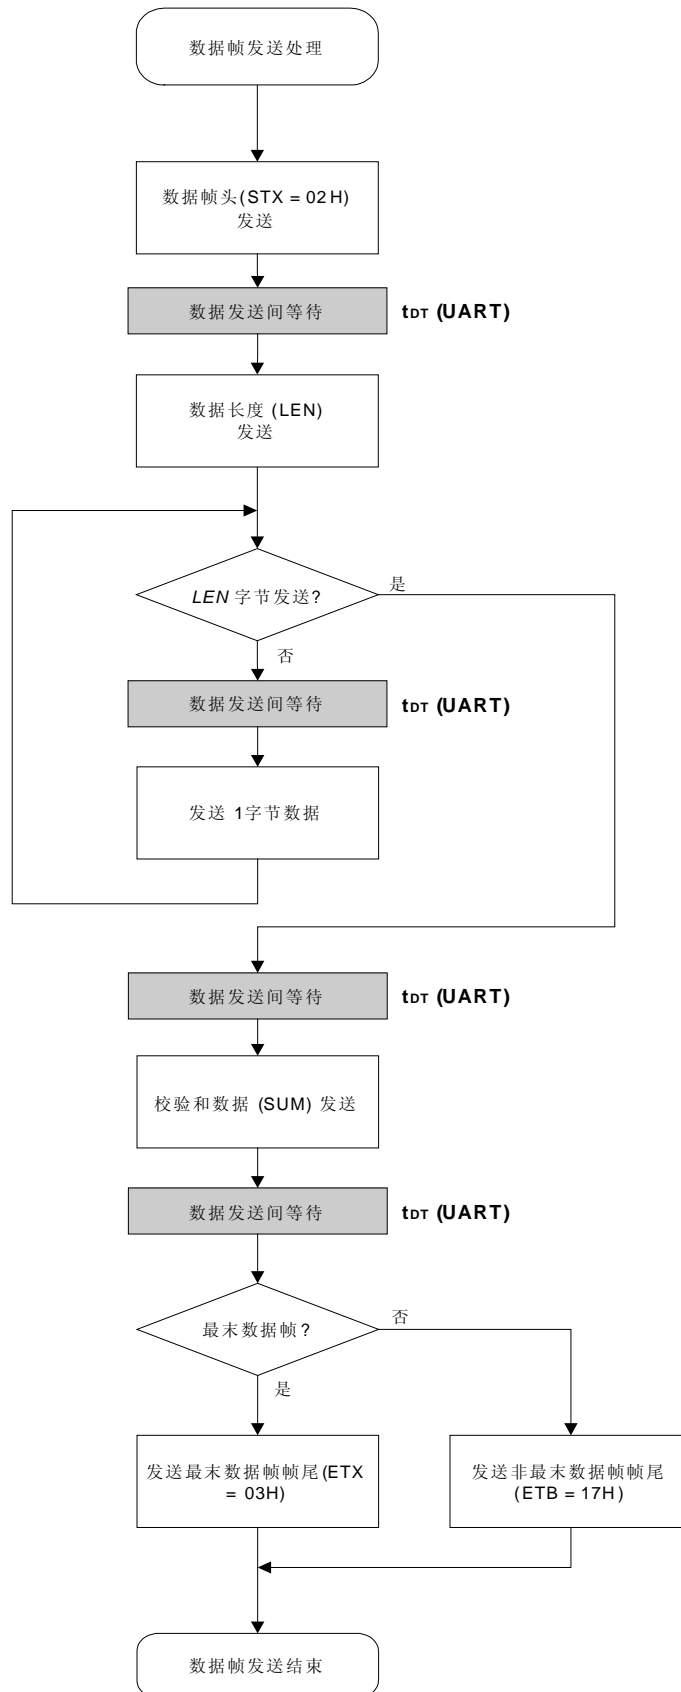 数据帧发送处理
数据帧头(STX = 02H)
发送
数据发送间等待 tDT (UART)
数据长度 (LEN)
发送
LEN 字节发送? 是
否
数据发送间等待 tDT (UART)
发送 1字节数据
数据发送间等待 tDT (UART)
校验和数据 (SUM) 发送
数据发送间等待 tDT (UART)
最末数据帧? 否
是
发送最末数据帧帧尾(ETX
= 03H)
发送非最末数据帧帧尾
(ETB = 17H)
数据帧发送结束